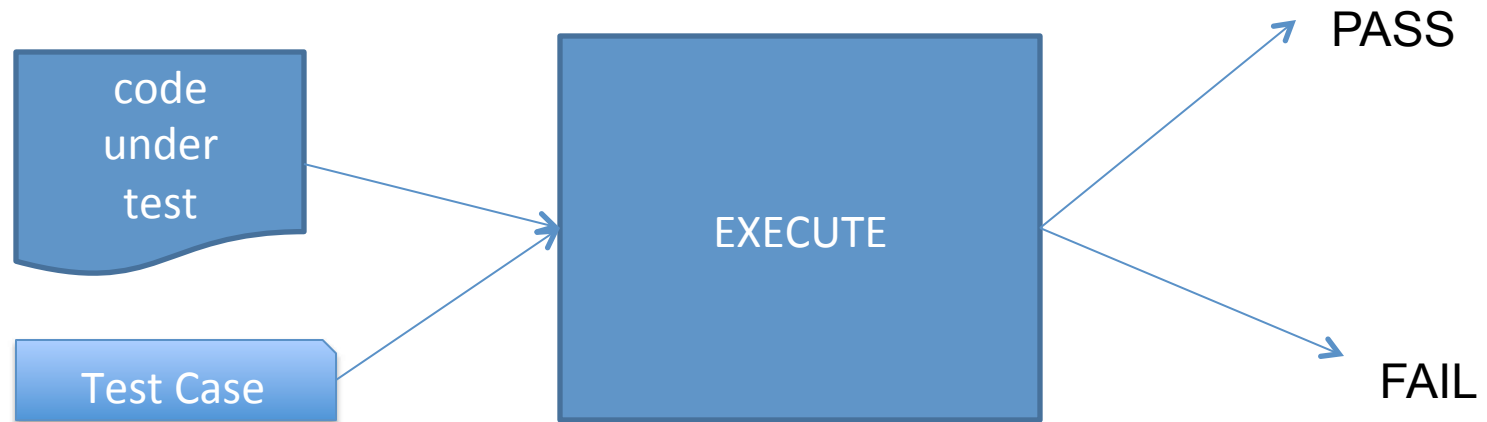 code
under
test
Test Case
EXECUTE
PASS
FAIL